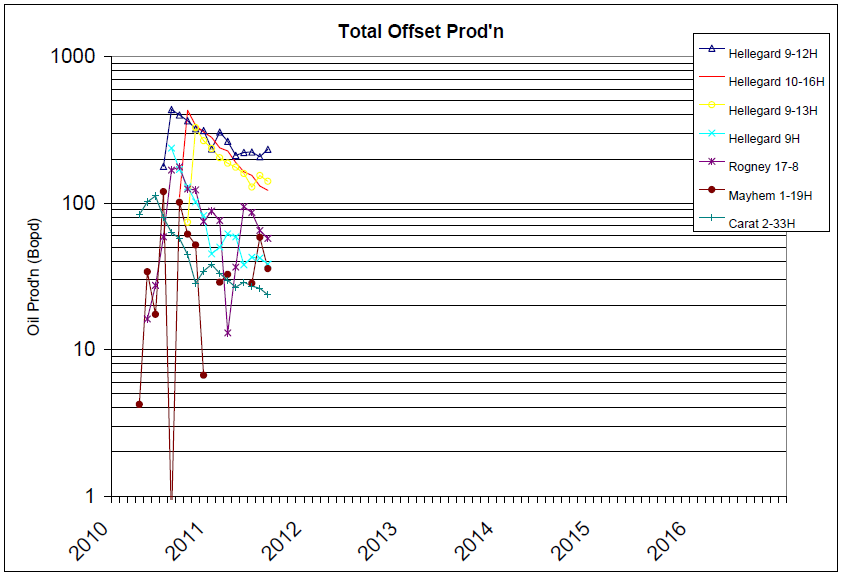 Total Offset Prod'n
Hellegard 9-12H
Hellegard 10-16H
Hellegard 9-13H
Hellegard 9H
Rogney 17-8
Mayhem 1-19H
Carat 2-33H
Oil Prod'n (Bopd)
1000
100
10
1
2010
2011
2012
2013
2014
2015
2016